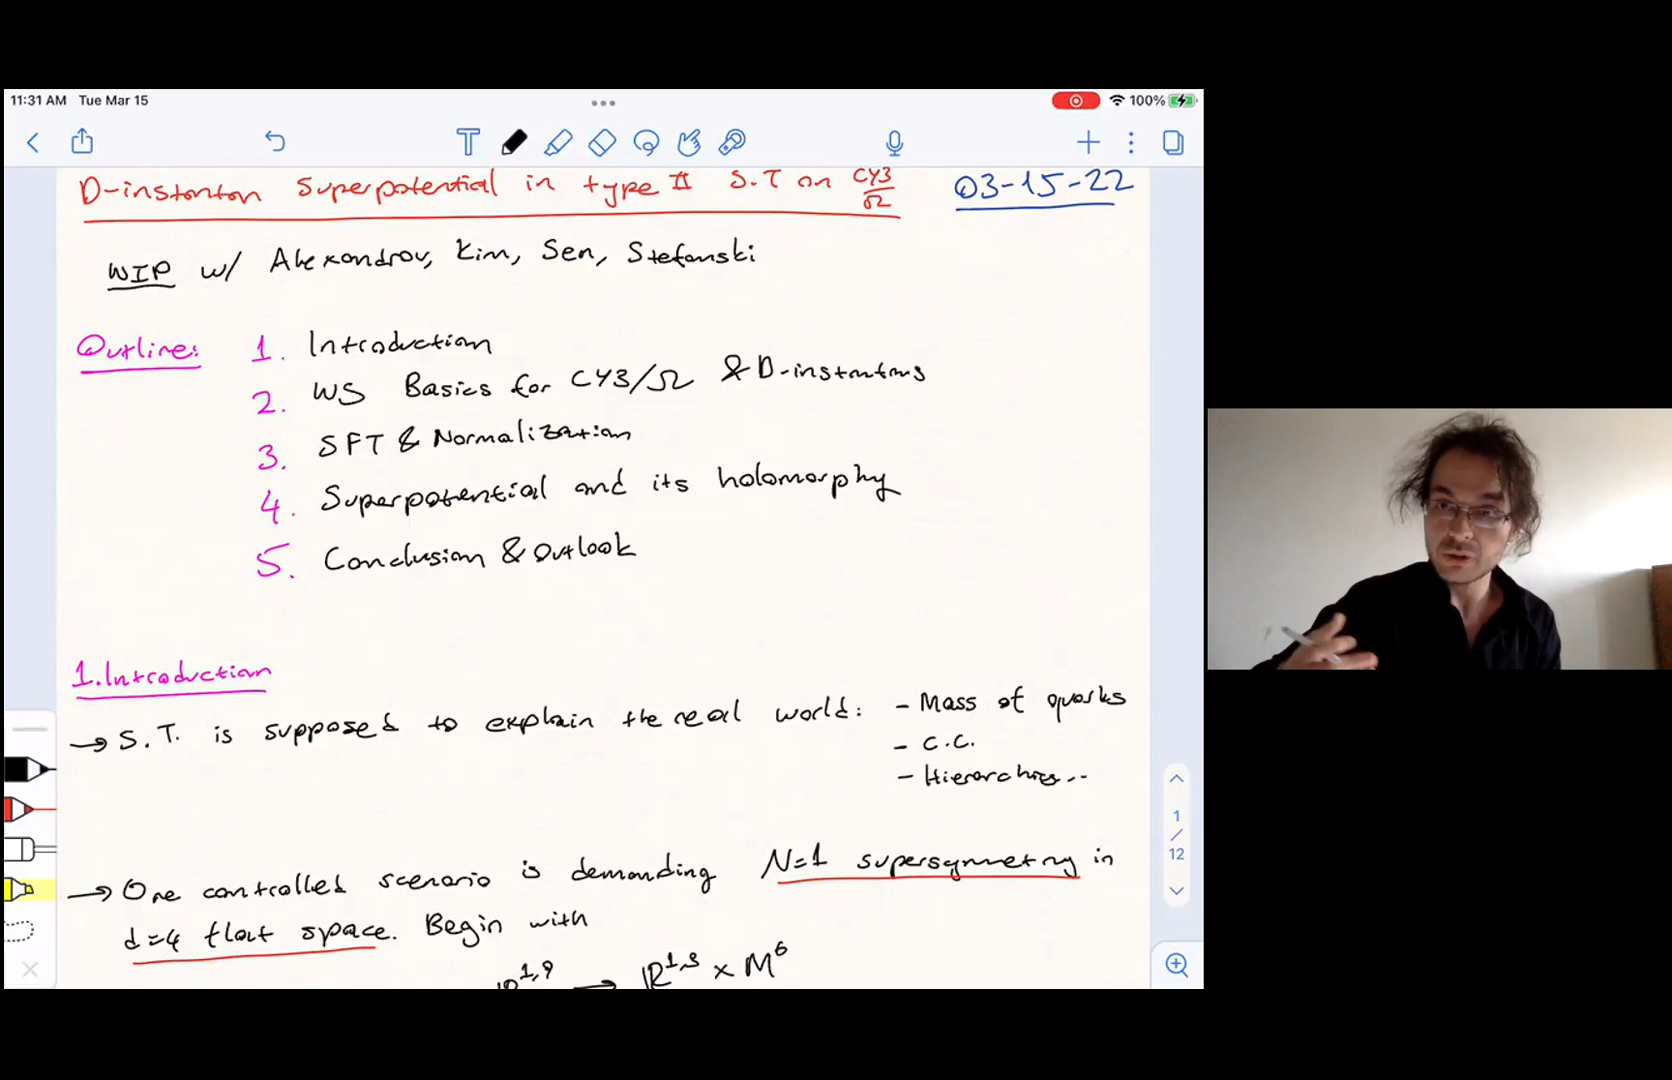 11:31 AM Tue Mar 15
100%
D-instanton Superpotential in type II S.T on CY3/Ω
03-15-22
WIP w/ Alexandrov, Kim, Sen, Stefanski
Outline:
1. Introduction
2. WS Basics for CY3/Ω & D-instantons
3. SFT & Normalization
4. Superpotential and its holomorphy
5. Conclusion & Outlook
1. Introduction
→ S.T. is supposed to explain the real world: - Mass of quarks
- C.C.
- Hierarchies..
→ One controlled scenario is demanding N=1 supersymmetry in
d=4 flat space. Begin with
R^1,9 → R^1,3 × M^6
1
/
12